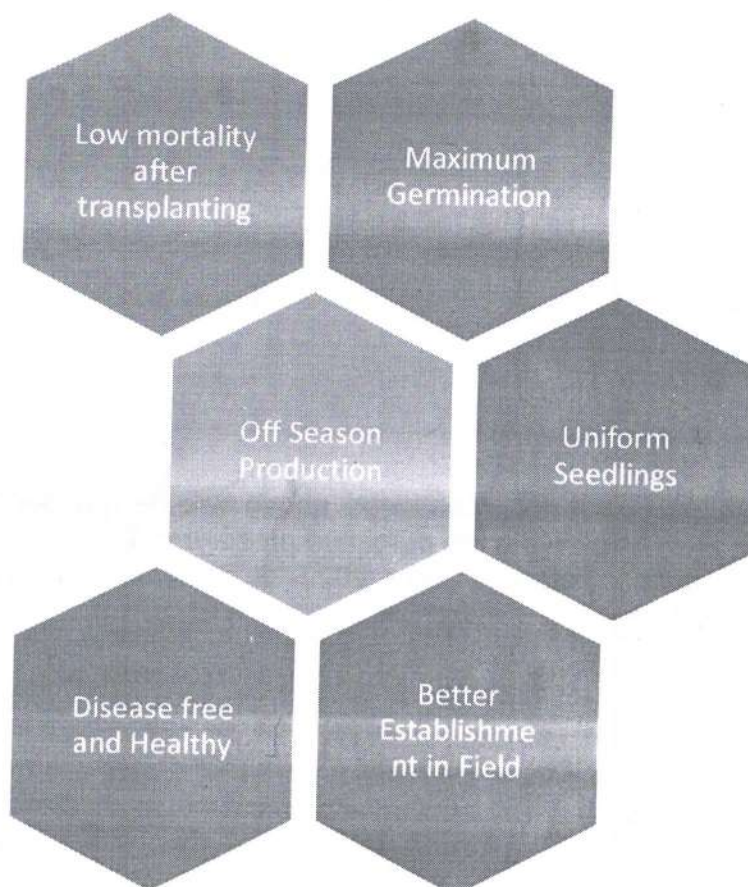 Low mortality
after
transplanting
Maximum
Germination
Off Season
Production
Uniform
Seedlings
Disease free
and Healthy
Better
Establishme
nt in Field